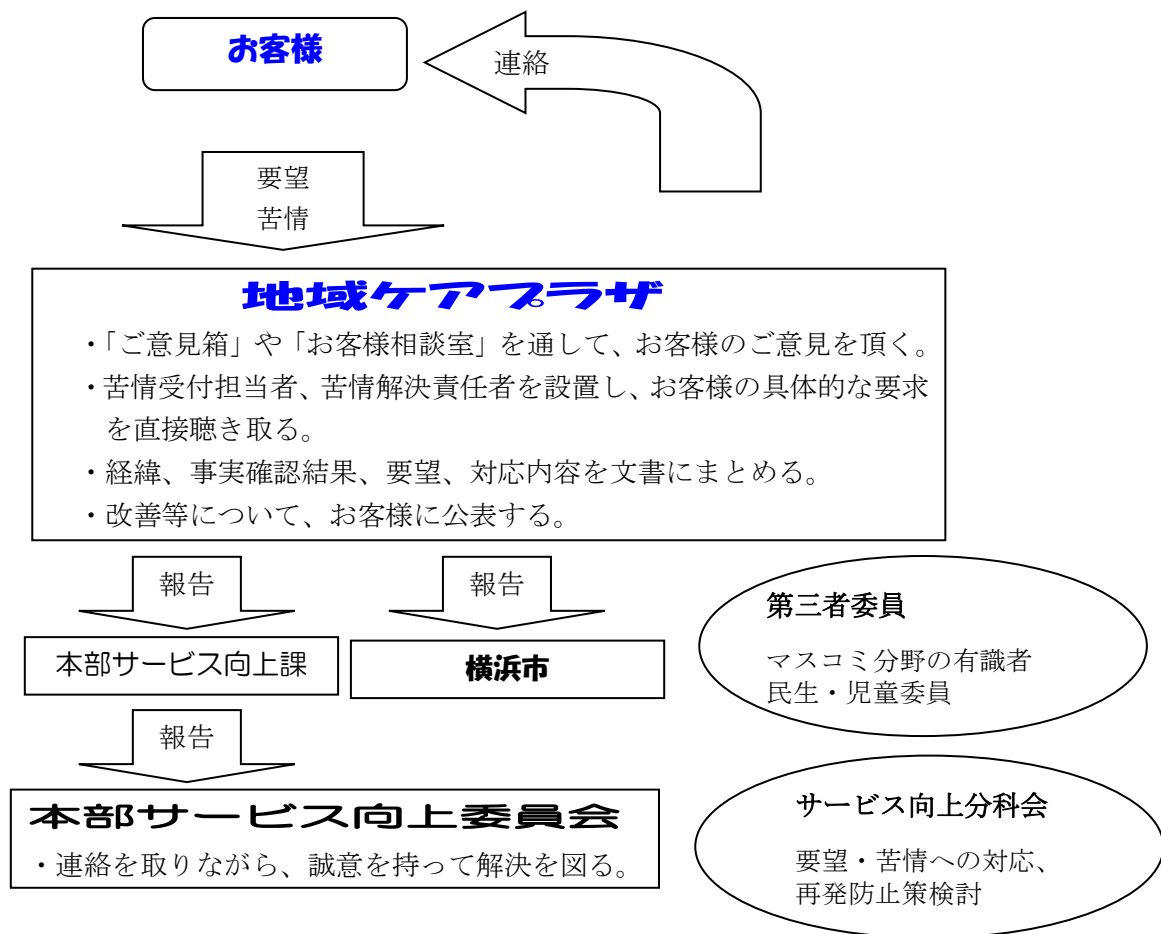 お客様
連絡
要望
苦情
地域ケアプラザ
・「ご意見箱」や「お客様相談室」を通して、お客様のご意見を頂く。
・苦情受付担当者、苦情解決責任者を設置し、お客様の具体的な要求
を直接聴き取る。
・経緯、事実確認結果、要望、対応内容を文書にまとめる。
・改善等について、お客様に公表する。
報告
報告
本部サービス向上課
横浜市
第三者委員
マスコミ分野の有識者
民生・児童委員
報告
本部サービス向上委員会
・連絡を取りながら、誠意を持って解決を図る。
サービス向上分科会
要望・苦情への対応、
再発防止策検討